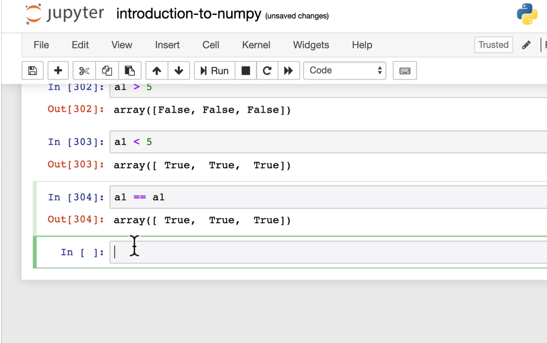 jupyter introduction-to-numpy (unsaved changes)
File Edit View Insert Cell Kernel Widgets Help Trusted
Run Code
In [302]: a1 > 5
Out[302]: array([False, False, False])
In [303]: a1 < 5
Out[303]: array([ True,  True,  True])
In [304]: a1 == a1
Out[304]: array([ True,  True,  True])
In [ ]: